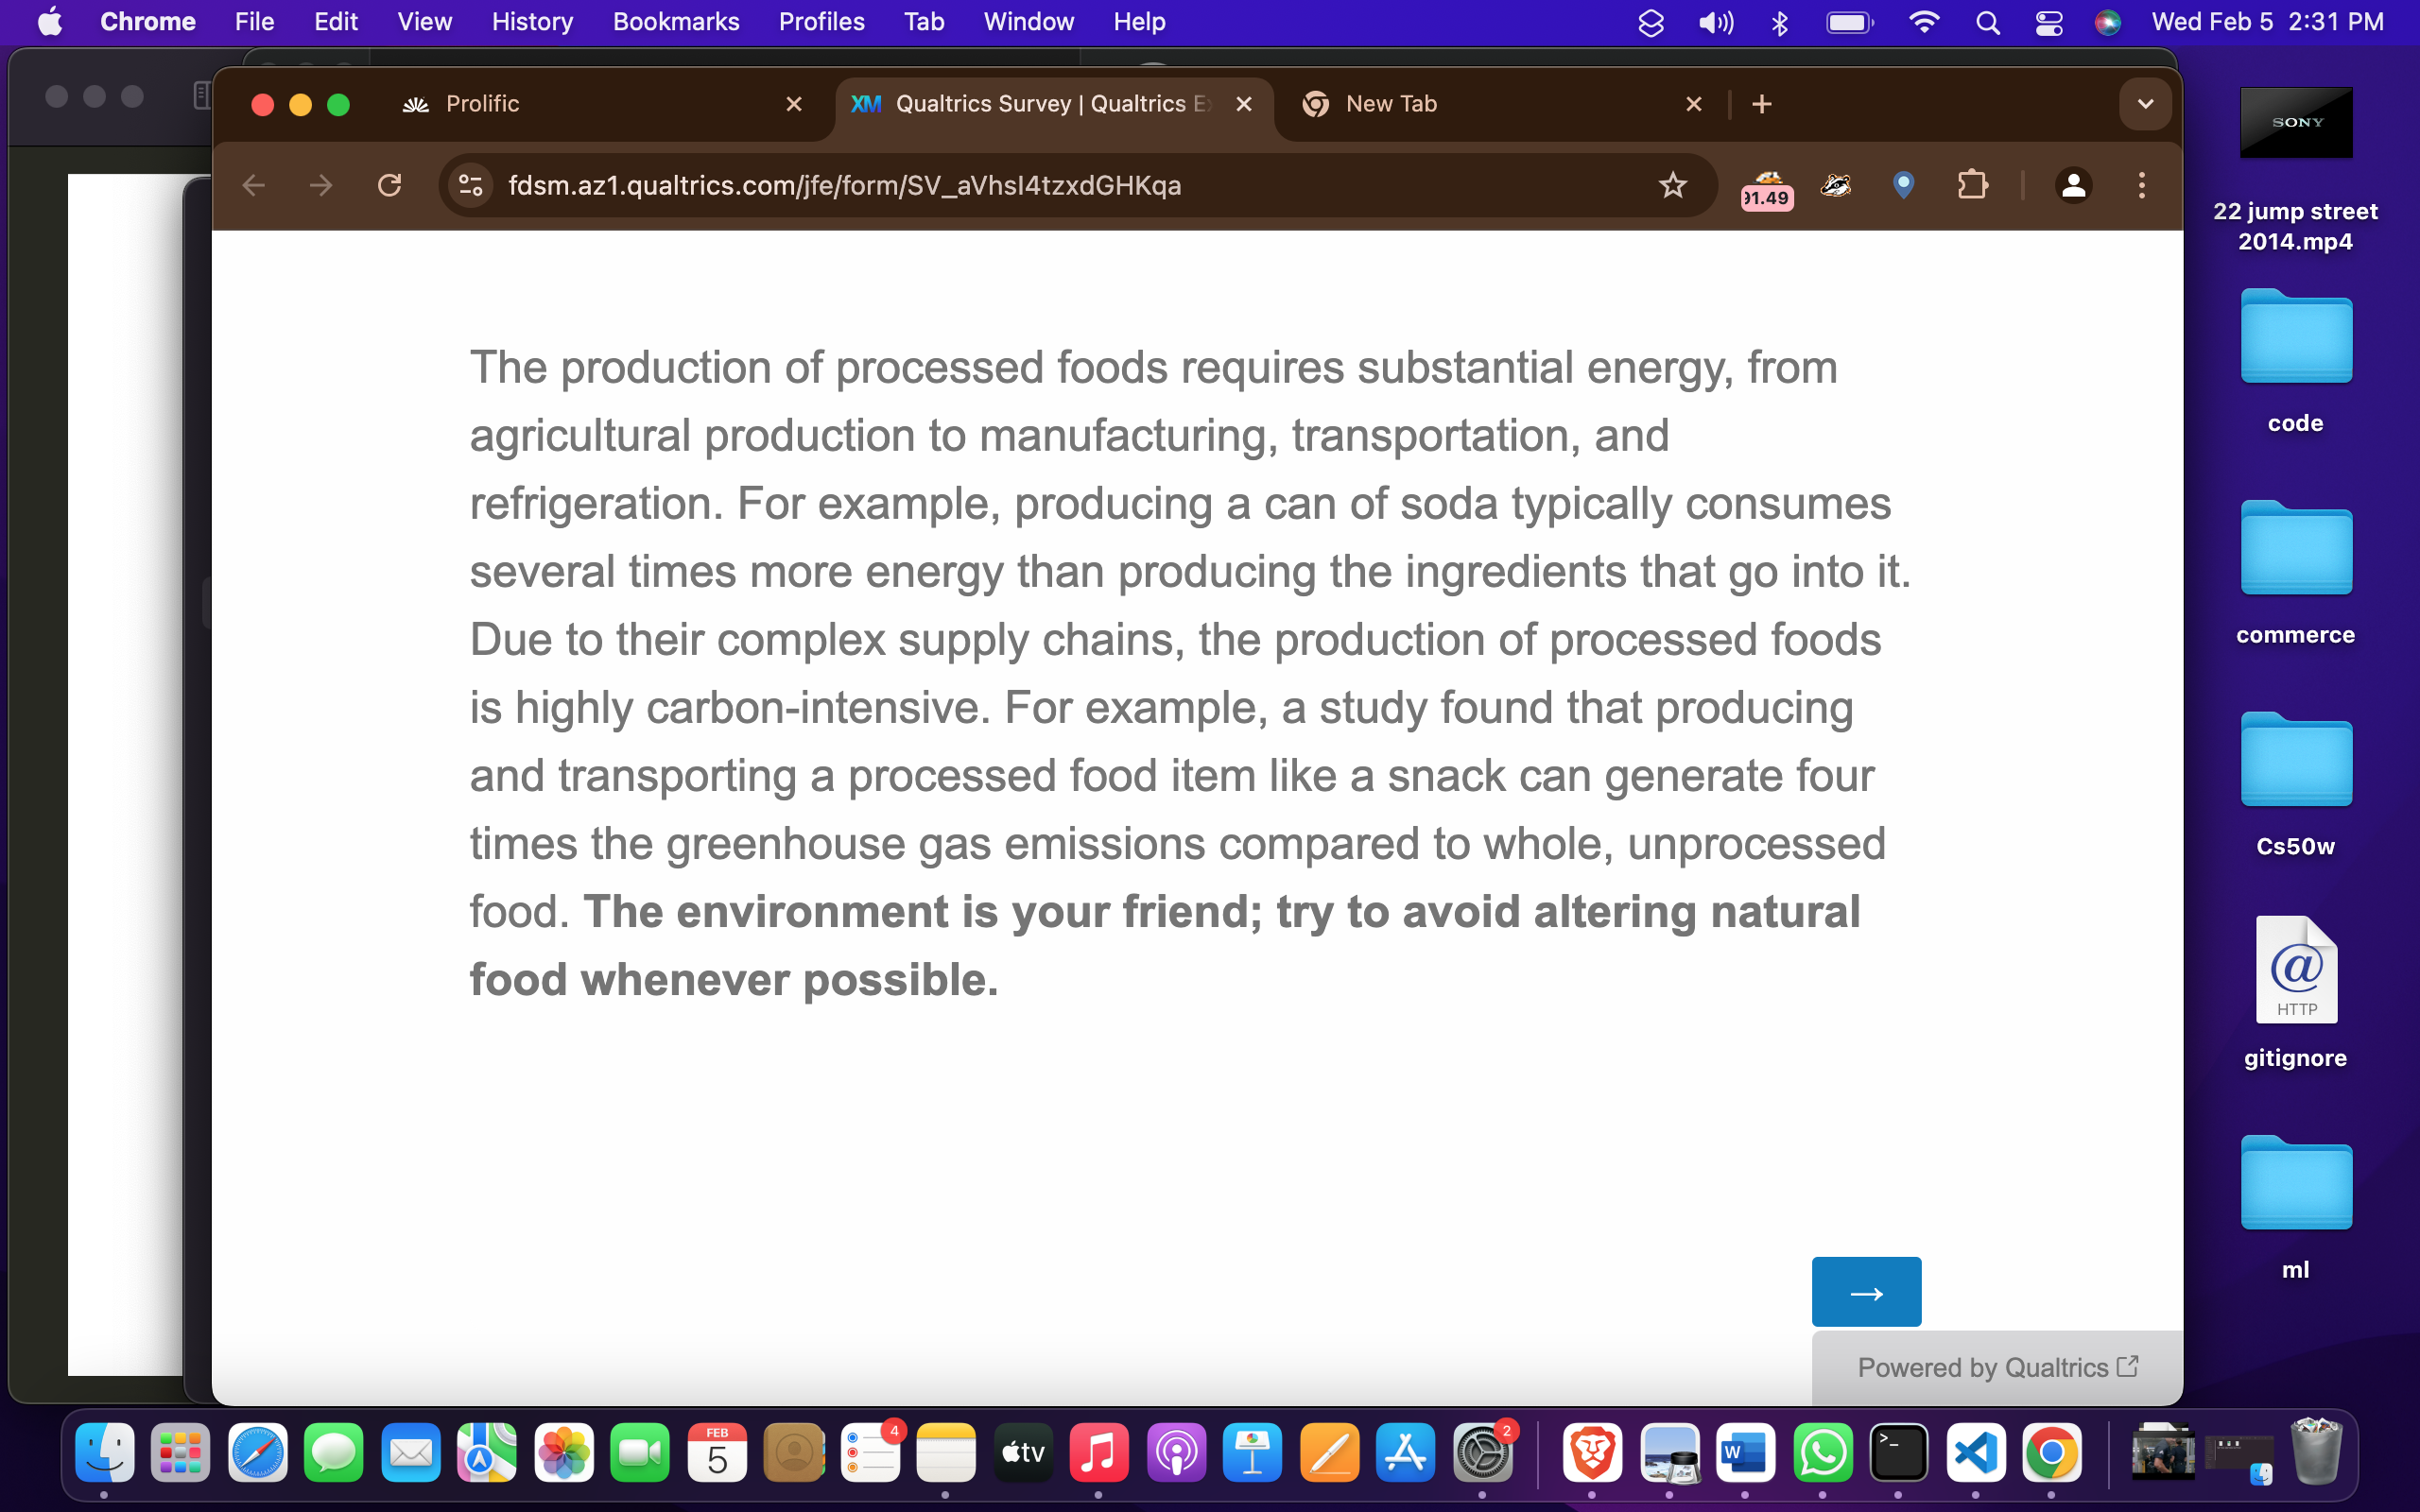 Chrome File Edit View History Bookmarks Profiles Tab Window Help Wed Feb 5 2:31 PM
Prolific
Qualtrics Survey | Qualtrics
New Tab
fdsm.az1.qualtrics.com/jfe/form/SV_aVhsI4tzxdGHKqa
91.49
The production of processed foods requires substantial energy, from
agricultural production to manufacturing, transportation, and
refrigeration. For example, producing a can of soda typically consumes
several times more energy than producing the ingredients that go into it.
Due to their complex supply chains, the production of processed foods
is highly carbon-intensive. For example, a study found that producing
and transporting a processed food item like a snack can generate four
times the greenhouse gas emissions compared to whole, unprocessed
food. The environment is your friend; try to avoid altering natural
food whenever possible.
→
Powered by Qualtrics
SONY
22 jump street
2014.mp4
code
commerce
Cs50w
@
HTTP
gitignore
ml
FEB
5
4
tv
2
W
>_